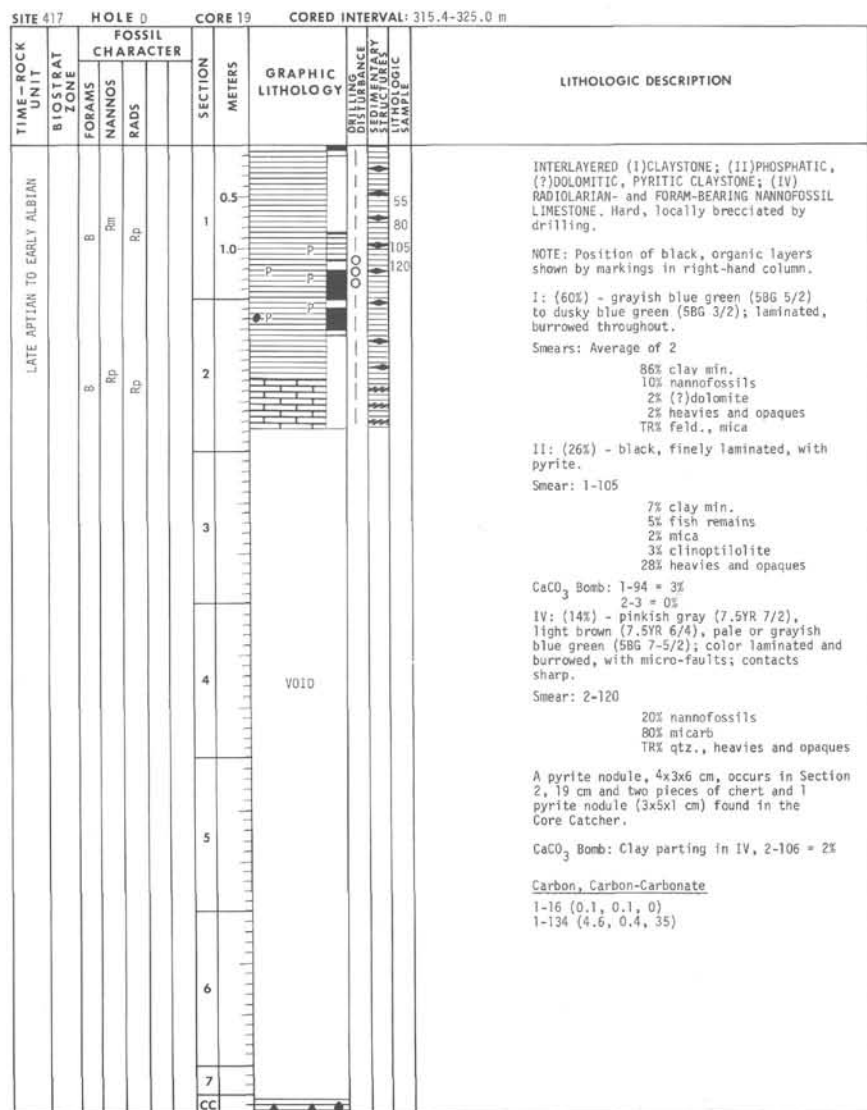 SITE 417 HOLE D CORE 19 CORED INTERVAL: 315.4-325.0 m
TIME-ROCK UNIT
BIOSTRAT ZONE
FOSSIL CHARACTER
FORAMS
NANNOS
RADS
SECTION
METERS
GRAPHIC LITHOLOGY
DRILLING DISTURBANCE
SEDIMENTARY STRUCTURES
LITHOLOGIC SAMPLE
LITHOLOGIC DESCRIPTION
LATE APTIAN TO EARLY ALBIAN
B
Rm
Rp
B
Rp
Rp
1
0.5
1.0
P
P
P
P
P
55
80
105
120
2
3
4
VOID
5
6
7
CC
INTERLAYERED (I)CLAYSTONE; (II)PHOSPHATIC,
(?)DOLOMITIC, PYRITIC CLAYSTONE; (IV)
RADIOLARIAN- and FORAM-BEARING NANNOFOSSIL
LIMESTONE. Hard, locally brecciated by
drilling.
NOTE: Position of black, organic layers
shown by markings in right-hand column.
I: (60%) - grayish blue green (5BG 5/2)
to dusky blue green (5BG 3/2); laminated,
burrowed throughout.
Smears: Average of 2
86% clay min.
10% nannofossils
2% (?)dolomite
2% heavies and opaques
TR% feld., mica
II: (26%) - black, finely laminated, with
pyrite.
Smear: 1-105
7% clay min.
5% fish remains
2% mica
3% clinoptilolite
28% heavies and opaques
CaCO3 Bomb: 1-94 = 3%
2-3 = 0%
IV: (14%) - pinkish gray (7.5YR 7/2),
light brown (7.5YR 6/4), pale or grayish
blue green (5BG 7-5/2); color laminated and
burrowed, with micro-faults; contacts
sharp.
Smear: 2-120
20% nannofossils
80% micarb
TR% qtz., heavies and opaques
A pyrite nodule, 4x3x6 cm, occurs in Section
2, 19 cm and two pieces of chert and 1
pyrite nodule (3x5x1 cm) found in the
Core Catcher.
CaCO3 Bomb: Clay parting in IV, 2-106 = 2%
Carbon, Carbon-Carbonate
1-16 (0.1, 0.1, 0)
1-134 (4.6, 0.4, 35)